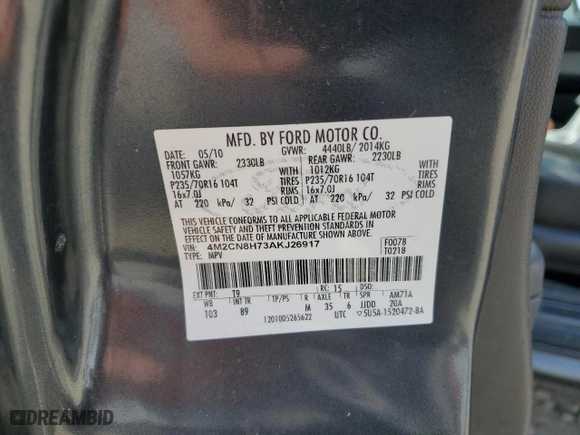 MFD. BY FORD MOTOR CO.
DATE: 05/10 GVWR: 4440LB/ 2014KG
FRONT GAWR: 2330LB REAR GAWR: 2230LB
1057KG WITH 1012KG WITH
P235/70R16 104T TIRES P235/70R16 104T TIRES
16x7.0J RIMS 16x7.0J RIMS
AT 220 kPa/ 32 PSI COLD AT 220 kPa/ 32 PSI COLD
THIS VEHICLE CONFORMS TO ALL APPLICABLE FEDERAL MOTOR
VEHICLE SAFETY AND THEFT PREVENTION STANDARDS IN
EFFECT ON THE DATE OF MANUFACTURE SHOWN ABOVE.
VIN: 4M2CN8H73AKJ26917 F0078
TYPE: MPV T0218
EXT PNT: T9 RC: 15 DSO:
WB INT TR TP/PS R AXLE TR SPR AM71A
103 B9 M 35 6 JJDD 20A
1201005265622 UTC 5U5A-1520472-BA
DREAMBID